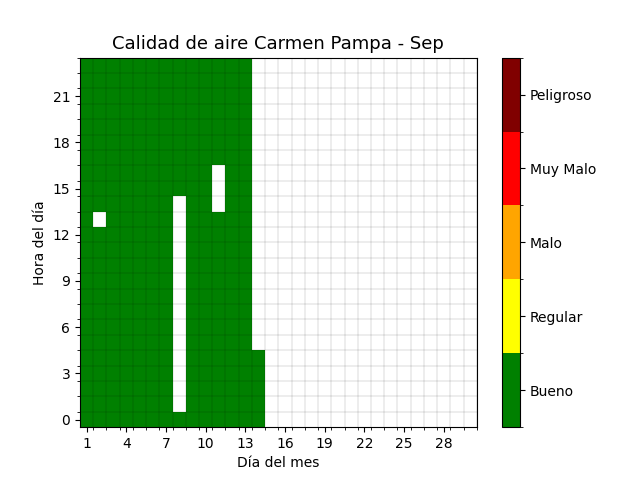 Calidad de aire Carmen Pampa - Sep
Hora del día
21
18
15
12
9
6
3
0
1 4 7 10 13 16 19 22 25 28
Día del mes
Peligroso
Muy Malo
Malo
Regular
Bueno